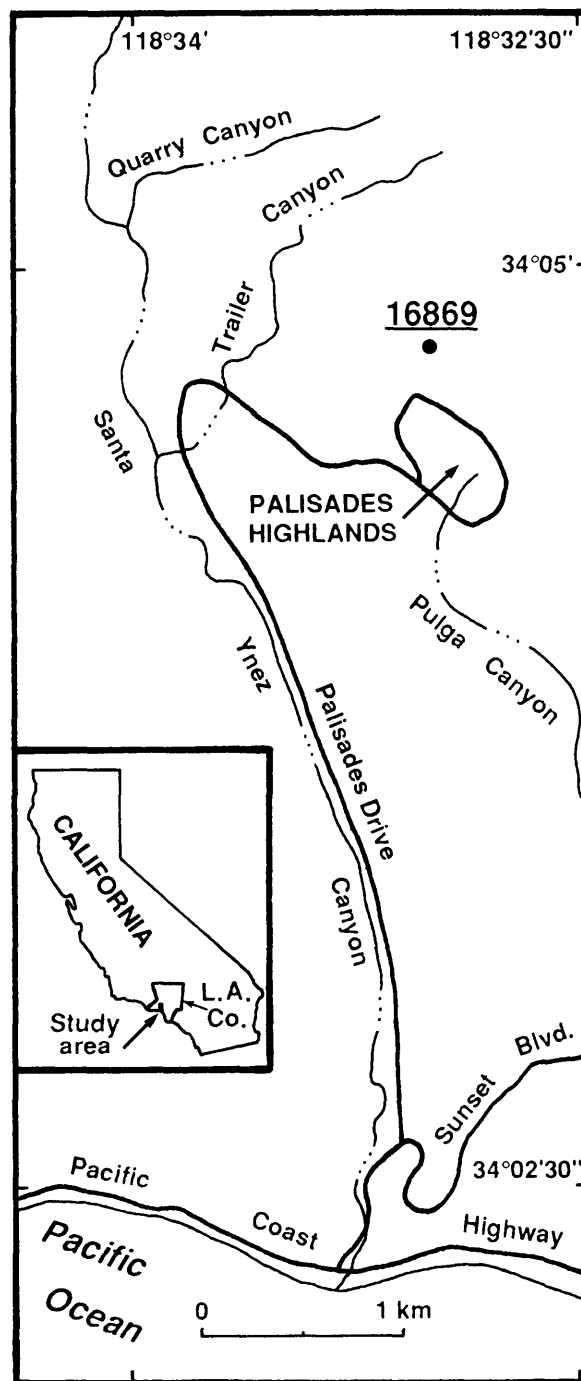 118°34'
118°32'30"
Quarry Canyon
Trailer Canyon
34°05'
16869
Santa Ynez Canyon
PALISADES
HIGHLANDS
Pulga Canyon
Palisades Drive
CALIFORNIA
L.A.
Co.
Study
area
Sunset Blvd.
34°02'30"
Pacific Coast Highway
Pacific
Ocean
0 1 km